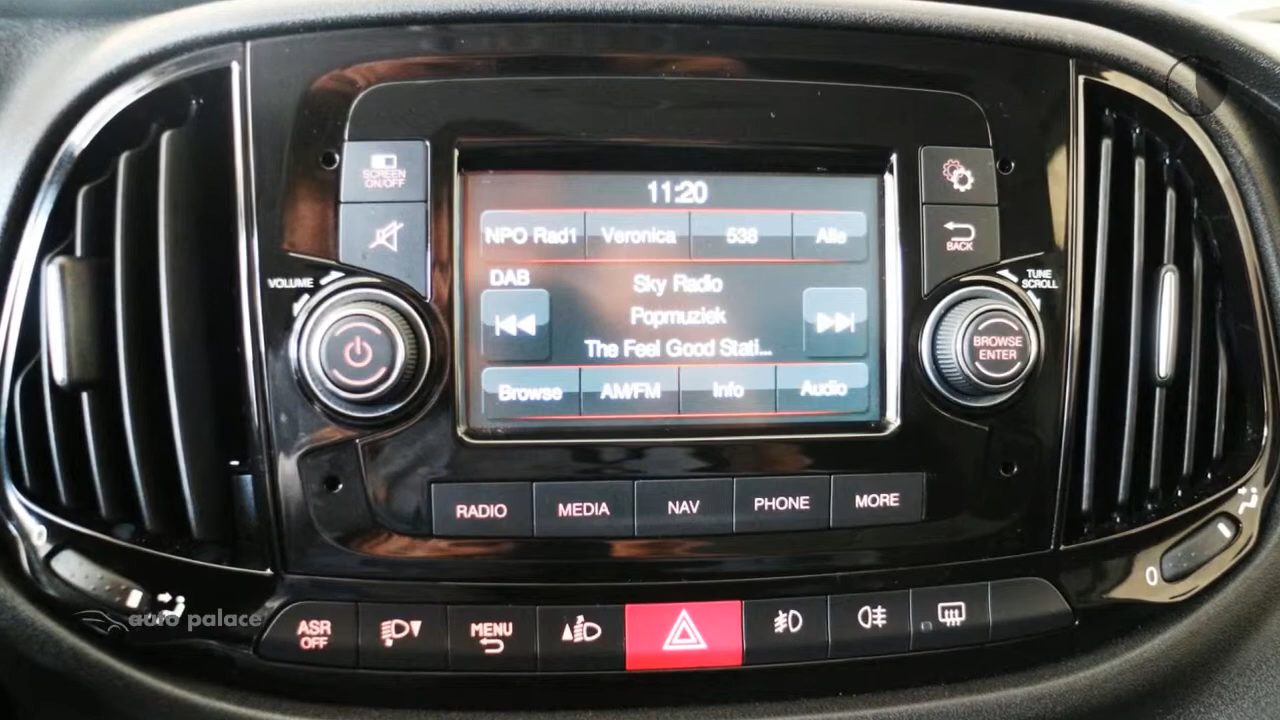 SCREEN
ON/OFF
VOLUME
11:20
NPO Rad1 Veronica 538 Alle
DAB
Sky Radio
Popmuziek
The Feel Good Stati...
Browse AM/FM Info Audio
BACK
TUNE
SCROLL
BROWSE
ENTER
RADIO MEDIA NAV PHONE MORE
0
auto palace
ASR
OFF
MENU